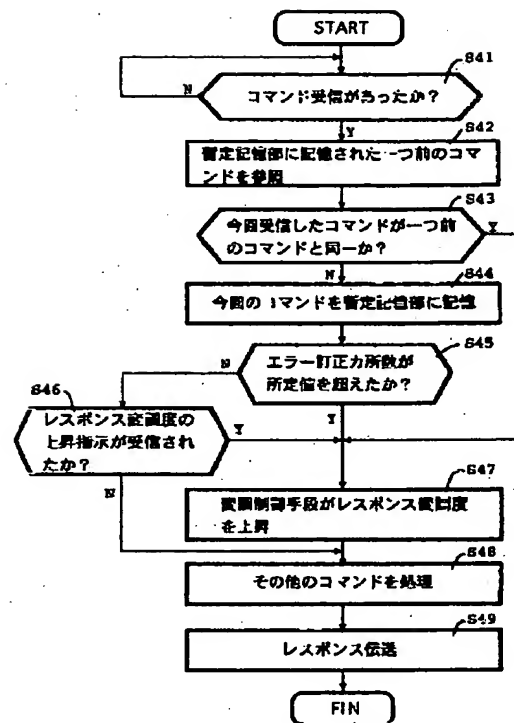 START
S41
コマンド受信があったか?
N
Y
S42
暫定記憶部に記憶された一つ前のコマ
ンドを参照
S43
今回受信したコマンドが一つ前
のコマンドと同一か?
Y
N
S44
今回のコマンドを暫定記憶部に記憶
S45
エラー訂正カ所数が
所定値を超えたか?
N
Y
S46
レスポンス変調度の
上昇指示が受信され
たか?
Y
N
S47
変調制御手段がレスポンス変調度
を上昇
S48
その他のコマンドを処理
S49
レスポンス伝送
FIN